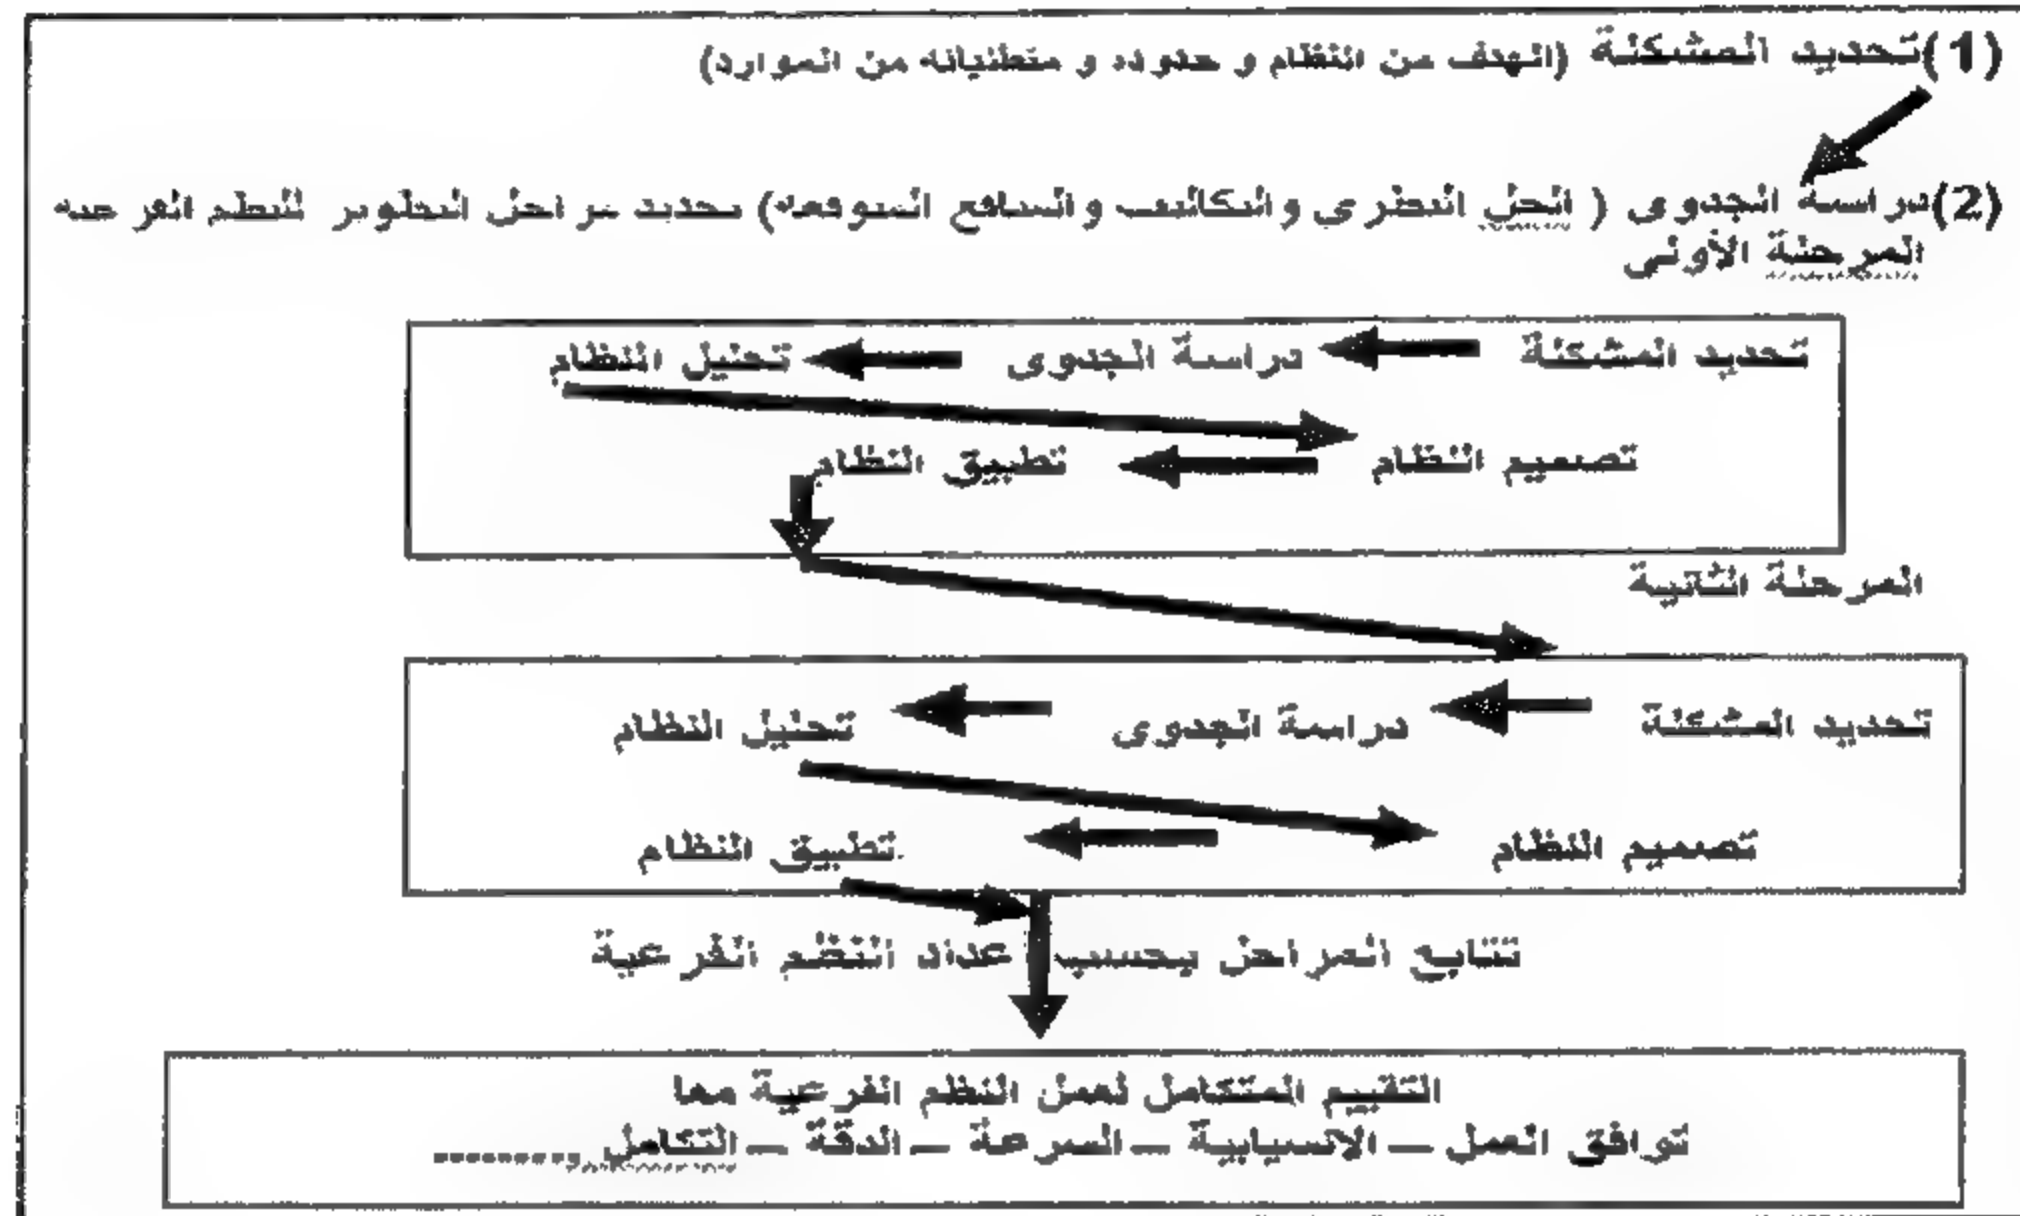 (1) تحديد المشكلة (الهدف من النظام و حدوده و متطلباته من الموارد)
(2) دراسة الجدوى ( الحل النظرى والتكاليف والمنافع المتوقعة) تحديد مراحل التطوير للنظم الفرعية
المرحلة الأولى
تحديد المشكلة دراسة الجدوى تحليل النظام
تصميم النظام تطبيق النظام
المرحلة الثانية
تحديد المشكلة دراسة الجدوى تحليل النظام
تصميم النظام تطبيق النظام
تتابع المراحل بحسب عداد النظم الفرعية
التقييم المتكامل لعمل النظم الفرعية معا
توافق العمل – الانسيابية – السرعة – الدقة – التكامل .........